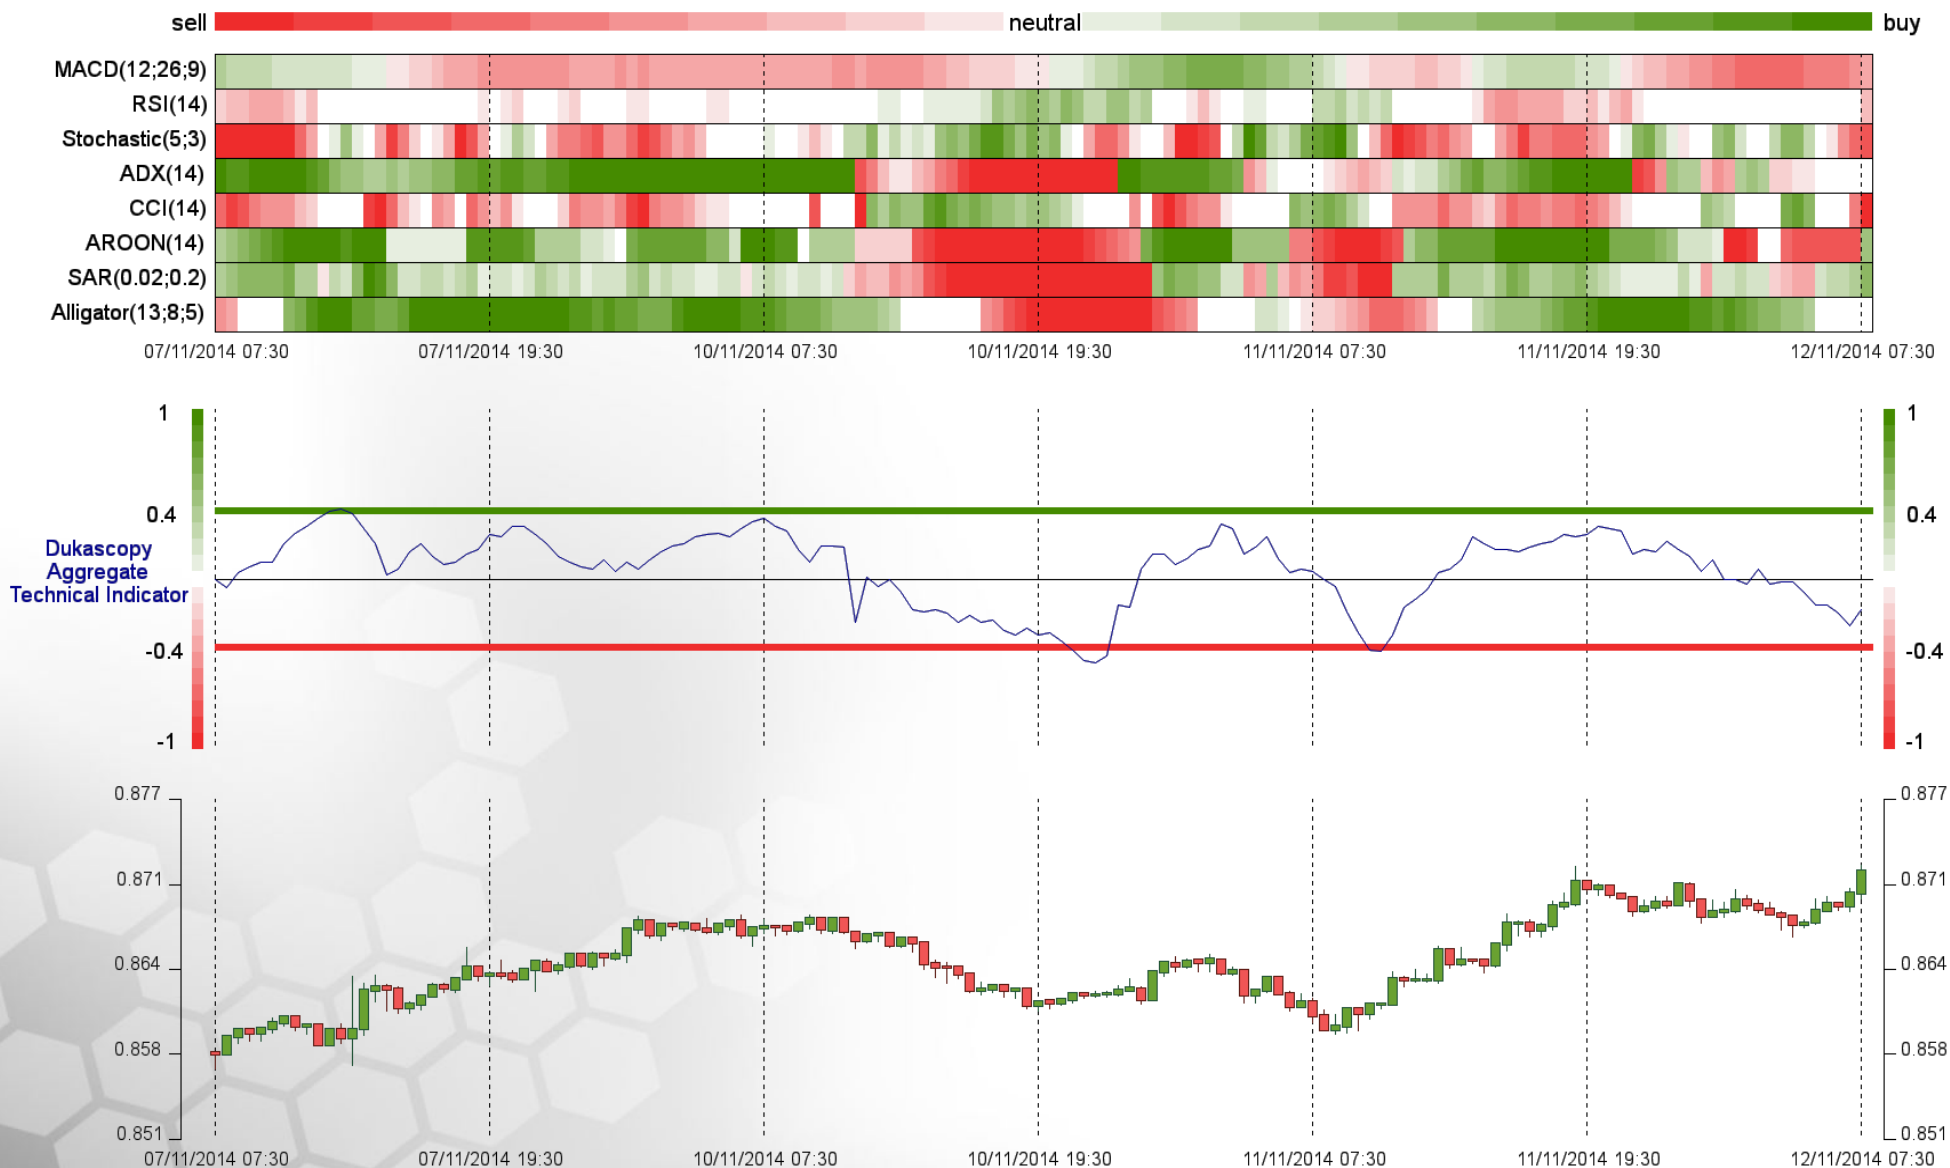 sell neutral buy
MACD(12;26;9)
RSI(14)
Stochastic(5;3)
ADX(14)
CCI(14)
AROON(14)
SAR(0.02;0.2)
Alligator(13;8;5)
07/11/2014 07:30 07/11/2014 19:30 10/11/2014 07:30 10/11/2014 19:30 11/11/2014 07:30 11/11/2014 19:30 12/11/2014 07:30
1 1
0.4 0.4
Dukascopy
Aggregate
Technical Indicator
-0.4 -0.4
-1 -1
0.877 0.877
0.871 0.871
0.864 0.864
0.858 0.858
0.851 0.851
07/11/2014 07:30 07/11/2014 19:30 10/11/2014 07:30 10/11/2014 19:30 11/11/2014 07:30 11/11/2014 19:30 12/11/2014 07:30